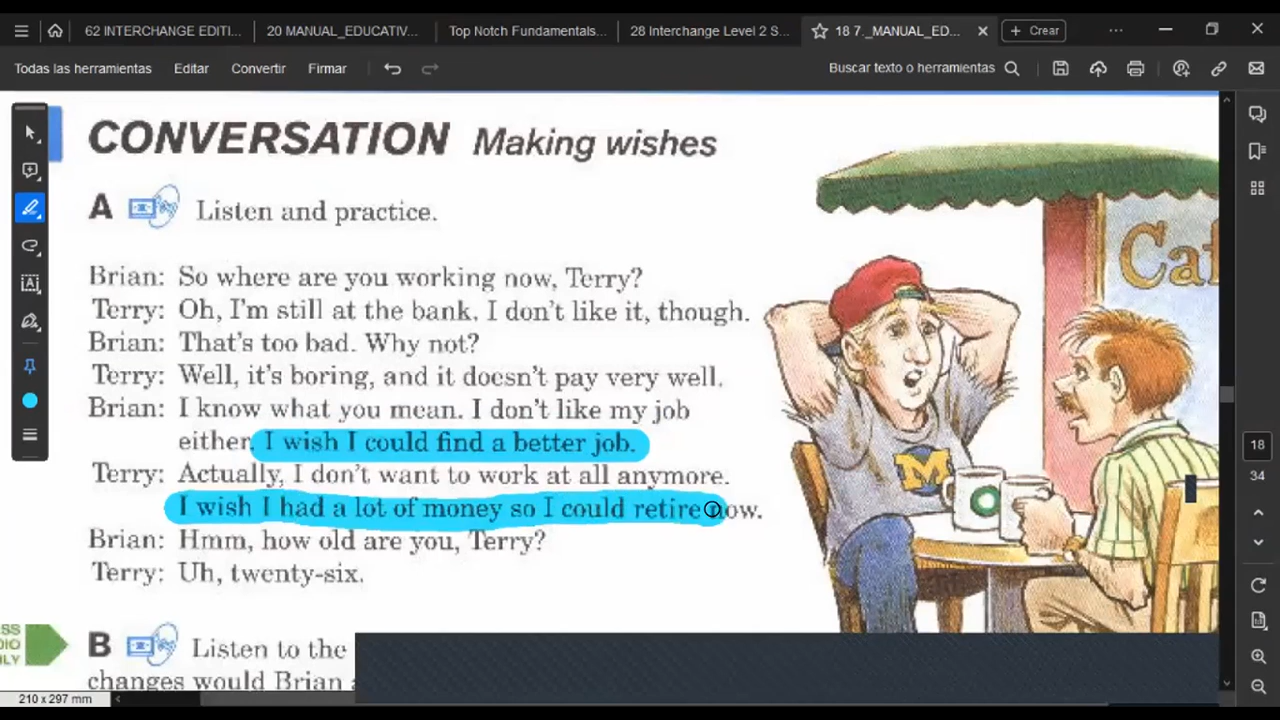 62 INTERCHANGE EDITI...
20 MANUAL_EDUCATIV...
Top Notch Fundamentals...
28 Interchange Level 2 S...
18 7._MANUAL_ED...
+ Crear
Todas las herramientas
Editar
Convertir
Firmar
Buscar texto o herramientas
CONVERSATION Making wishes
A Listen and practice.
Brian: So where are you working now, Terry?
Terry: Oh, I'm still at the bank. I don't like it, though.
Brian: That's too bad. Why not?
Terry: Well, it's boring, and it doesn't pay very well.
Brian: I know what you mean. I don't like my job
either. I wish I could find a better job.
Terry: Actually, I don't want to work at all anymore.
I wish I had a lot of money so I could retire now.
Brian: Hmm, how old are you, Terry?
Terry: Uh, twenty-six.
B Listen to the
changes would Brian
Caf
M
18
34
210 x 297 mm